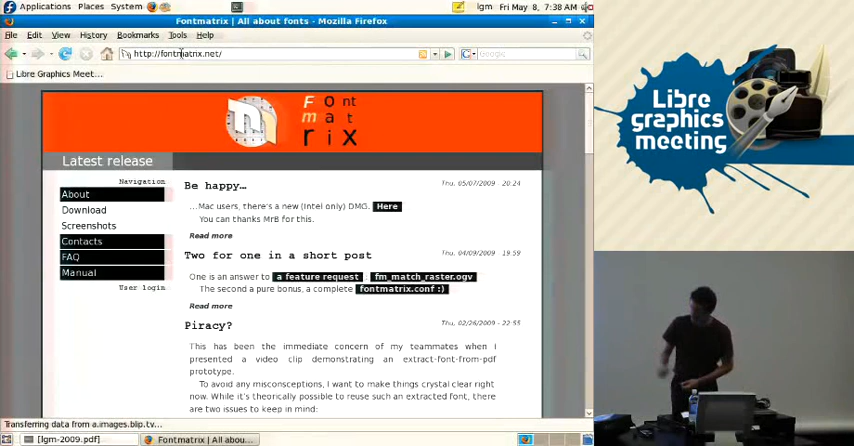 Applications Places System lgm Fri May 8, 7:38 AM
Fontmatrix | All about fonts - Mozilla Firefox
File Edit View History Bookmarks Tools Help
http://fontmatrix.net/ Google
Libre Graphics Meet...
Font
mat
rix
Latest release
Navigation
About
Download
Screenshots
Contacts
FAQ
Manual
User login
Be happy... Thu, 05/07/2009 - 20:24
...Mac users, there's a new (Intel only) DMG. Here
You can thanks MrB for this.
Read more
Two for one in a short post Thu, 04/09/2009 - 19:59
One is an answer to a feature request : fm_match_raster.ogv
The second a pure bonus, a complete fontmatrix.conf :)
Read more
Piracy? Thu, 02/26/2009 - 22:55
This has been the immediate concern of my teammates when I
presented a video clip demonstrating an extract-font-from-pdf
prototype.
To avoid any misconceptions, I want to make things crystal clear right
now. While it's theorically possible to reuse such an extracted font, there
are two issues to keep in mind:
Transferring data from a.images.blip.tv...
[lgm-2009.pdf] Fontmatrix | All abou...
Libre
graphics
meeting